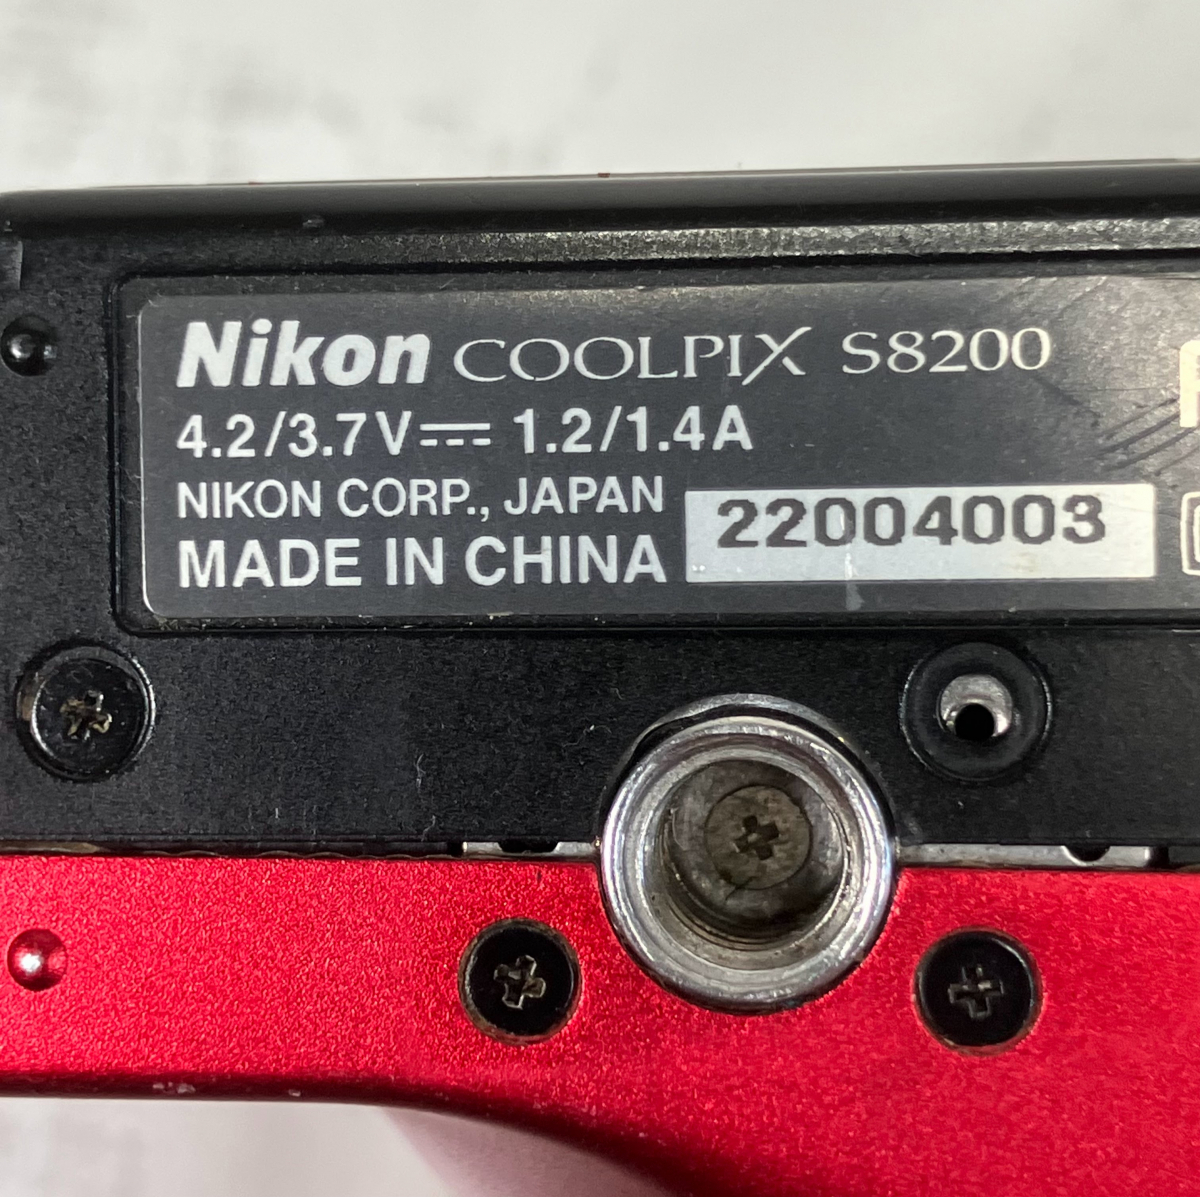 Nikon COOLPIX S8200
4.2/3.7V⎓ 1.2/1.4A
NIKON CORP., JAPAN
MADE IN CHINA
22004003